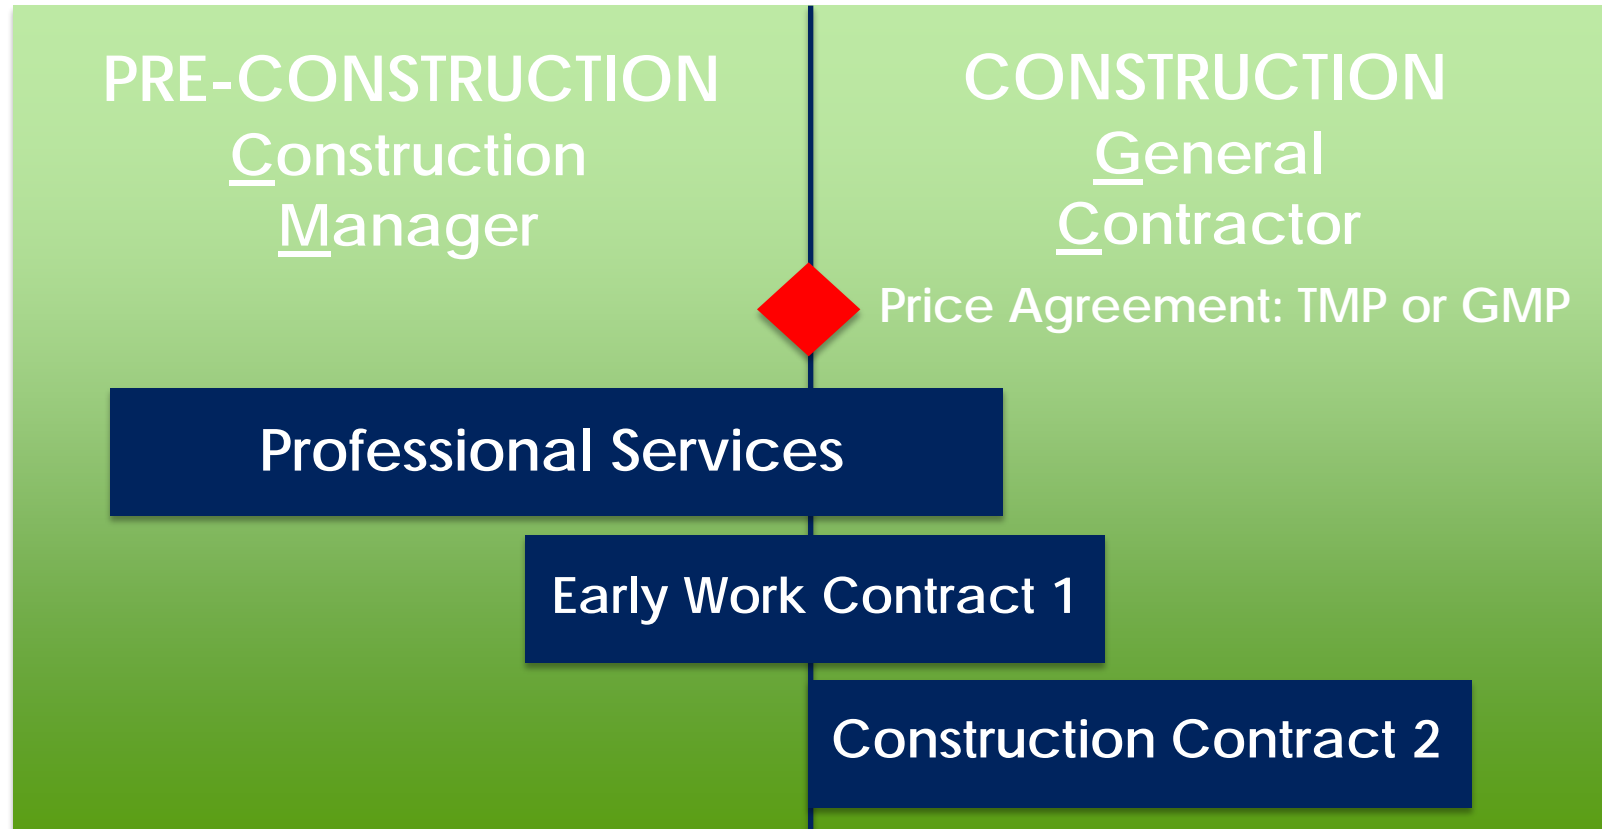 PRE-CONSTRUCTION
Construction
Manager
CONSTRUCTION
General
Contractor
Price Agreement: TMP or GMP
Professional Services
Early Work Contract 1
Construction Contract 2